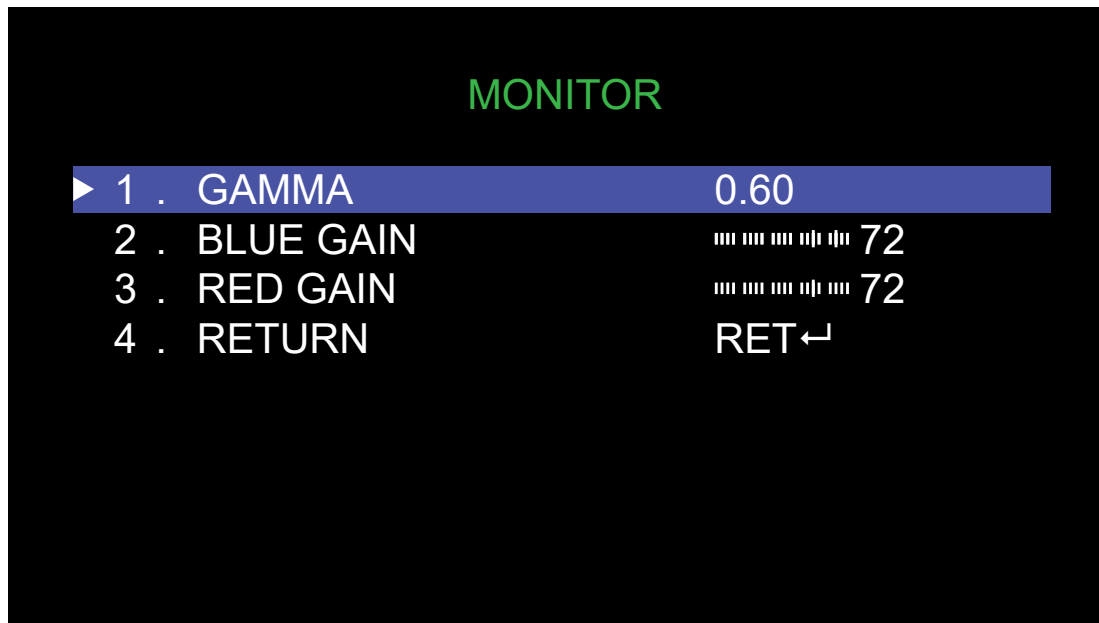 MONITOR
1 . GAMMA 0.60
2 . BLUE GAIN 72
3 . RED GAIN 72
4 . RETURN RET↵